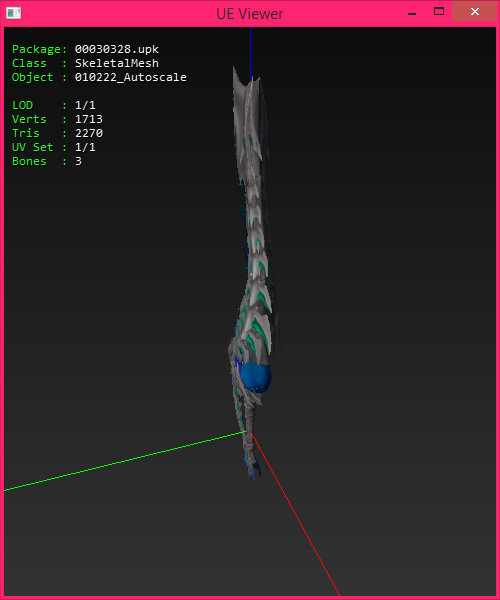 UE Viewer
Package: 00030328.upk
Class : SkeletalMesh
Object : 010222_Autoscale
LOD : 1/1
Verts : 1713
Tris : 2270
UV Set : 1/1
Bones : 3